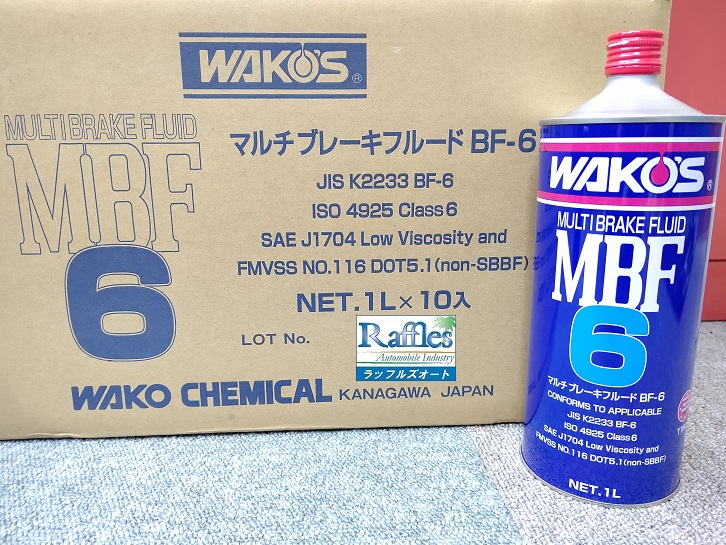 WAKO'S®
MULTI BRAKE FLUID
MBF
6
マルチブレーキフルード BF-6
JIS K2233 BF-6
ISO 4925 Class 6
SAE J1704 Low Viscosity and
FMVSS NO.116 DOT5.1(non-SBBF)
NET.1L×10入
LOT No.
Raffles
Automobile Industry
ラッフルズオート
WAKO CHEMICAL KANAGAWA JAPAN
WAKO'S®
MULTI BRAKE FLUID
MBF
6
マルチブレーキフルード BF-6
CONFORMS TO APPLICABLE
JIS K2233 BF-6
ISO 4925 Class6
SAE J1704 Low Viscosity and
FMVSS NO.116 DOT5.1(non-SBBF)
NET.1L